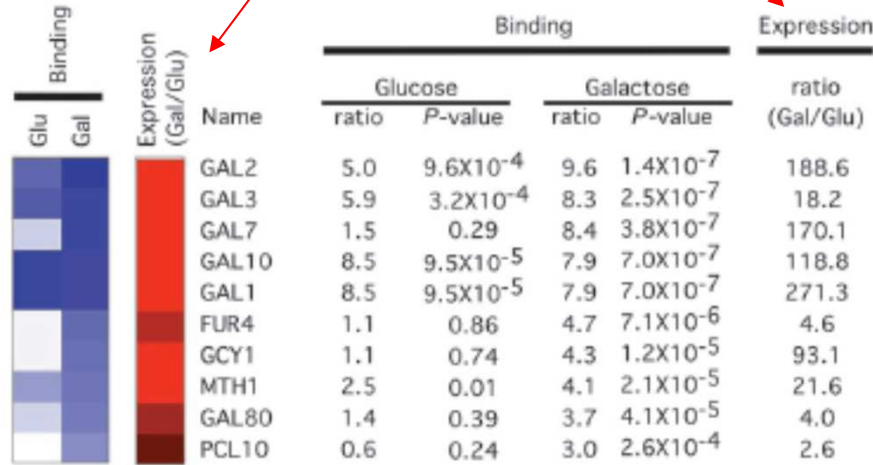 Binding
Glu
Gal
Expression
(Gal/Glu)
Binding Expression
Glucose Galactose ratio
Name ratio P-value ratio P-value (Gal/Glu)
GAL2 5.0 9.6X10-4 9.6 1.4X10-7 188.6
GAL3 5.9 3.2X10-4 8.3 2.5X10-7 18.2
GAL7 1.5 0.29 8.4 3.8X10-7 170.1
GAL10 8.5 9.5X10-5 7.9 7.0X10-7 118.8
GAL1 8.5 9.5X10-5 7.9 7.0X10-7 271.3
FUR4 1.1 0.86 4.7 7.1X10-6 4.6
GCY1 1.1 0.74 4.3 1.2X10-5 93.1
MTH1 2.5 0.01 4.1 2.1X10-5 21.6
GAL80 1.4 0.39 3.7 4.1X10-5 4.0
PCL10 0.6 0.24 3.0 2.6X10-4 2.6